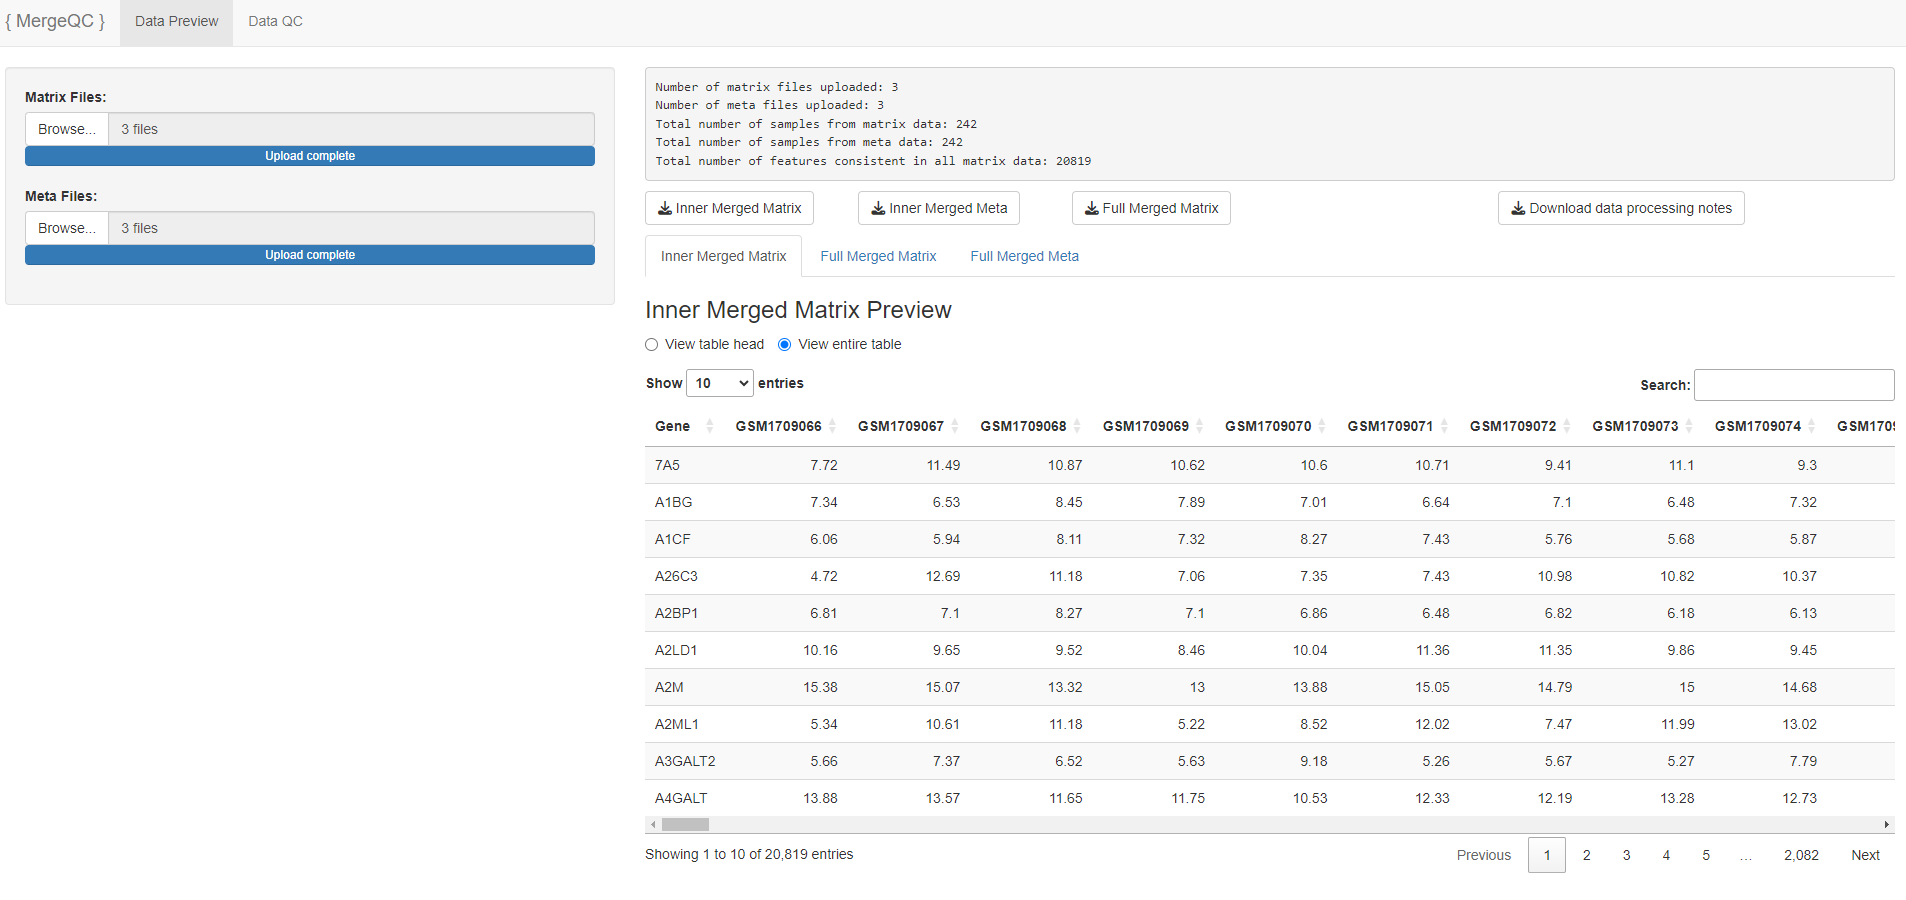 { MergeQC } Data Preview Data QC
Matrix Files:
Browse... 3 files
Upload complete
Meta Files:
Browse... 3 files
Upload complete
Number of matrix files uploaded: 3
Number of meta files uploaded: 3
Total number of samples from matrix data: 242
Total number of samples from meta data: 242
Total number of features consistent in all matrix data: 20819
Inner Merged Matrix Inner Merged Meta Full Merged Matrix Download data processing notes
Inner Merged Matrix Full Merged Matrix Full Merged Meta
Inner Merged Matrix Preview
View table head View entire table
Show 10 entries Search:
Gene GSM1709066 GSM1709067 GSM1709068 GSM1709069 GSM1709070 GSM1709071 GSM1709072 GSM1709073 GSM1709074 GSM1709
7A5 7.72 11.49 10.87 10.62 10.6 10.71 9.41 11.1 9.3
A1BG 7.34 6.53 8.45 7.89 7.01 6.64 7.1 6.48 7.32
A1CF 6.06 5.94 8.11 7.32 8.27 7.43 5.76 5.68 5.87
A26C3 4.72 12.69 11.18 7.06 7.35 7.43 10.98 10.82 10.37
A2BP1 6.81 7.1 8.27 7.1 6.86 6.48 6.82 6.18 6.13
A2LD1 10.16 9.65 9.52 8.46 10.04 11.36 11.35 9.86 9.45
A2M 15.38 15.07 13.32 13 13.88 15.05 14.79 15 14.68
A2ML1 5.34 10.61 11.18 5.22 8.52 12.02 7.47 11.99 13.02
A3GALT2 5.66 7.37 6.52 5.63 9.18 5.26 5.67 5.27 7.79
A4GALT 13.88 13.57 11.65 11.75 10.53 12.33 12.19 13.28 12.73
Showing 1 to 10 of 20,819 entries Previous 1 2 3 4 5 … 2,082 Next